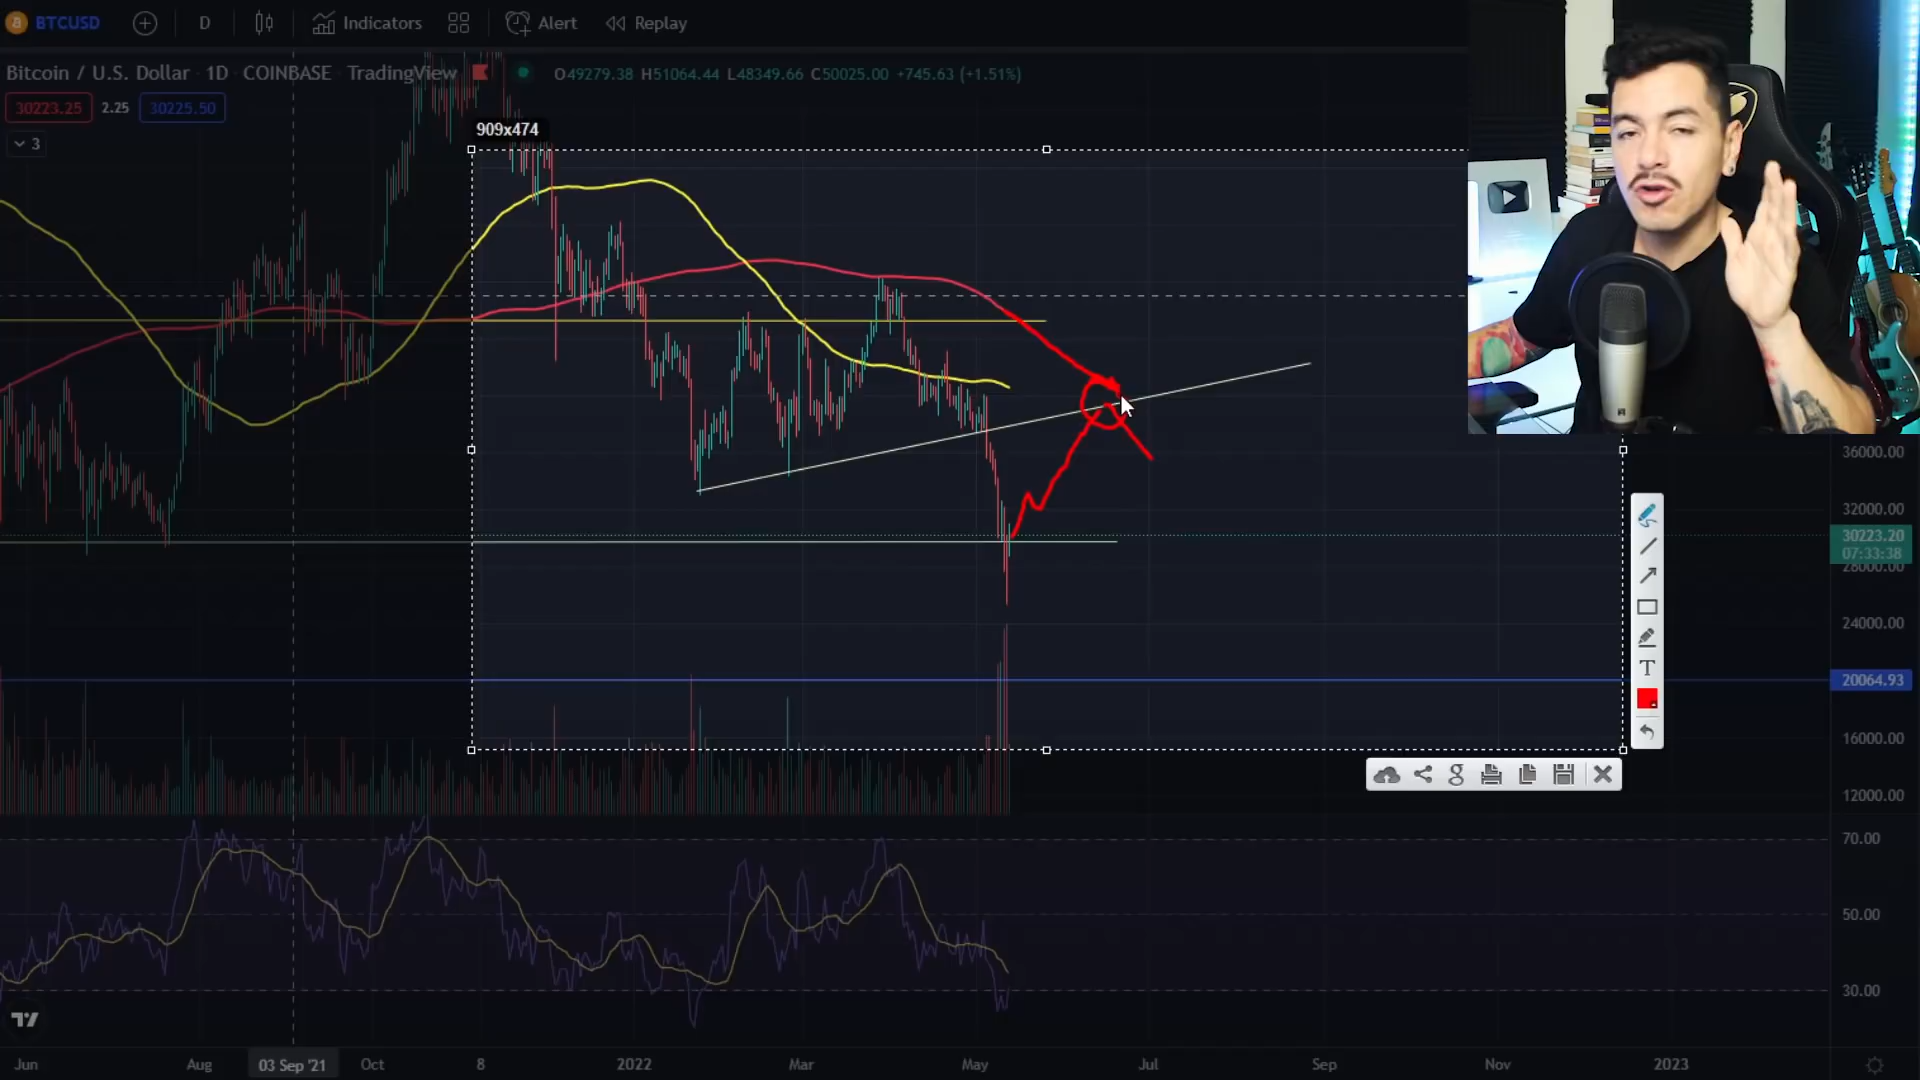 BTCUSD D Indicators Alert Replay
Bitcoin / U.S. Dollar · 1D · COINBASE · TradingView O49279.38 H51064.44 L48349.66 C50025.00 +745.63 (+1.51%)
30223.25 2.25 30225.50
909x474
3
36000.00
32000.00
30223.20
07:33:38
28000.00
24000.00
T
20064.93
16000.00
12000.00
70.00
50.00
30.00
Jun Aug 03 Sep '21 Oct 8 2022 Mar May Jul Sep Nov 2023